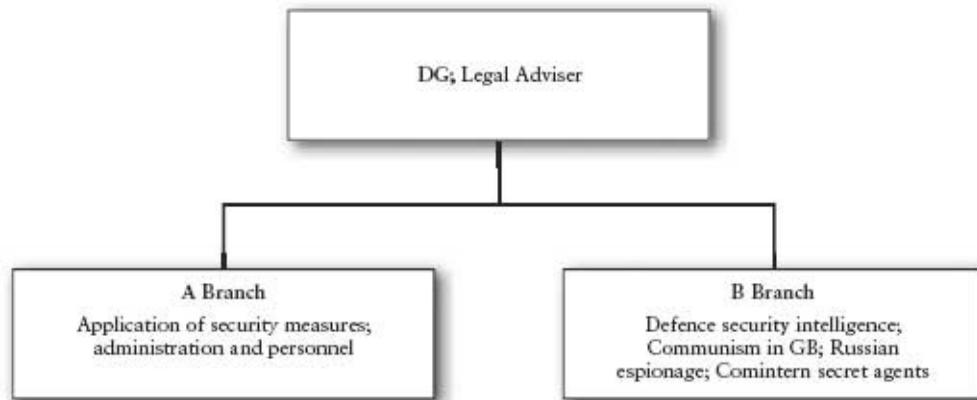 DG; Legal Adviser
A Branch
Application of security measures;
administration and personnel
B Branch
Defence security intelligence;
Communism in GB; Russian
espionage; Comintern secret agents